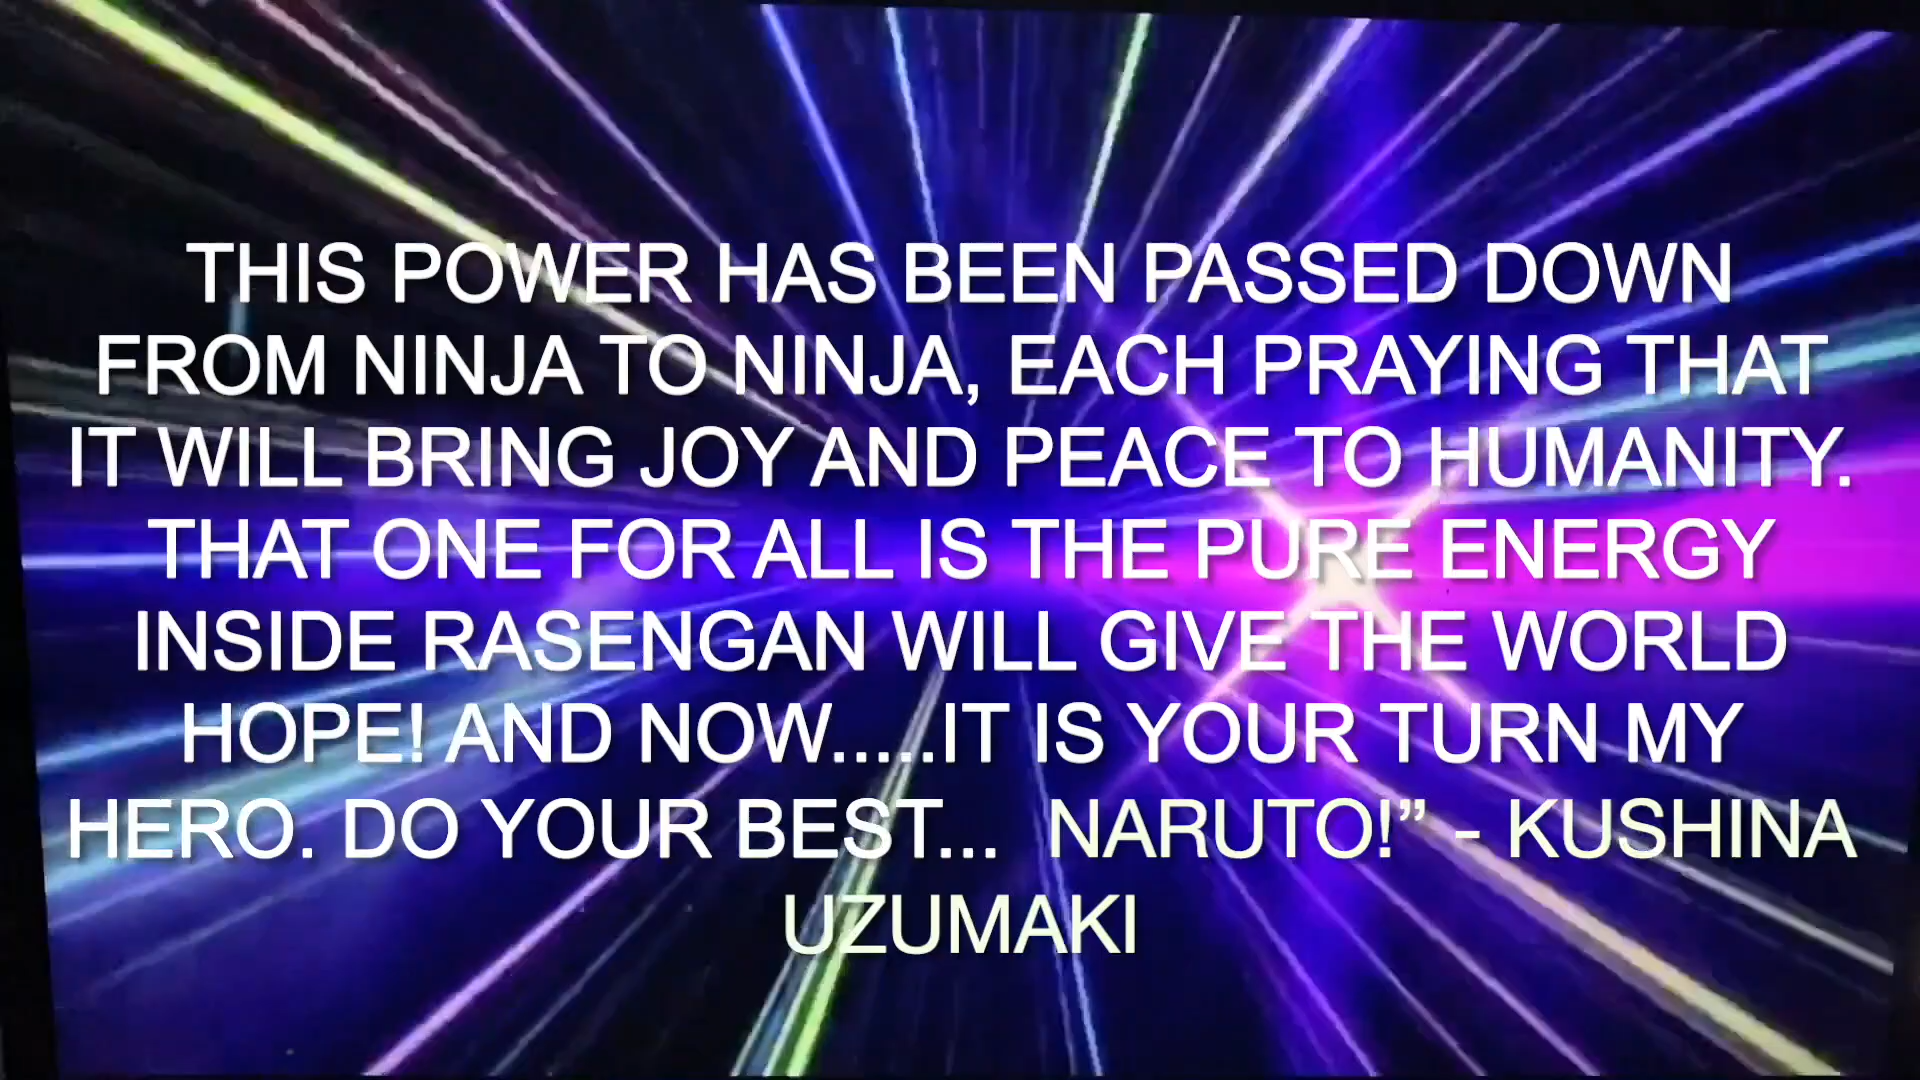 THIS POWER HAS BEEN PASSED DOWN
FROM NINJA TO NINJA, EACH PRAYING THAT
IT WILL BRING JOY AND PEACE TO HUMANITY.
THAT ONE FOR ALL IS THE PURE ENERGY
INSIDE RASENGAN WILL GIVE THE WORLD
HOPE! AND NOW.....IT IS YOUR TURN MY
HERO. DO YOUR BEST... NARUTO!” - KUSHINA
UZUMAKI